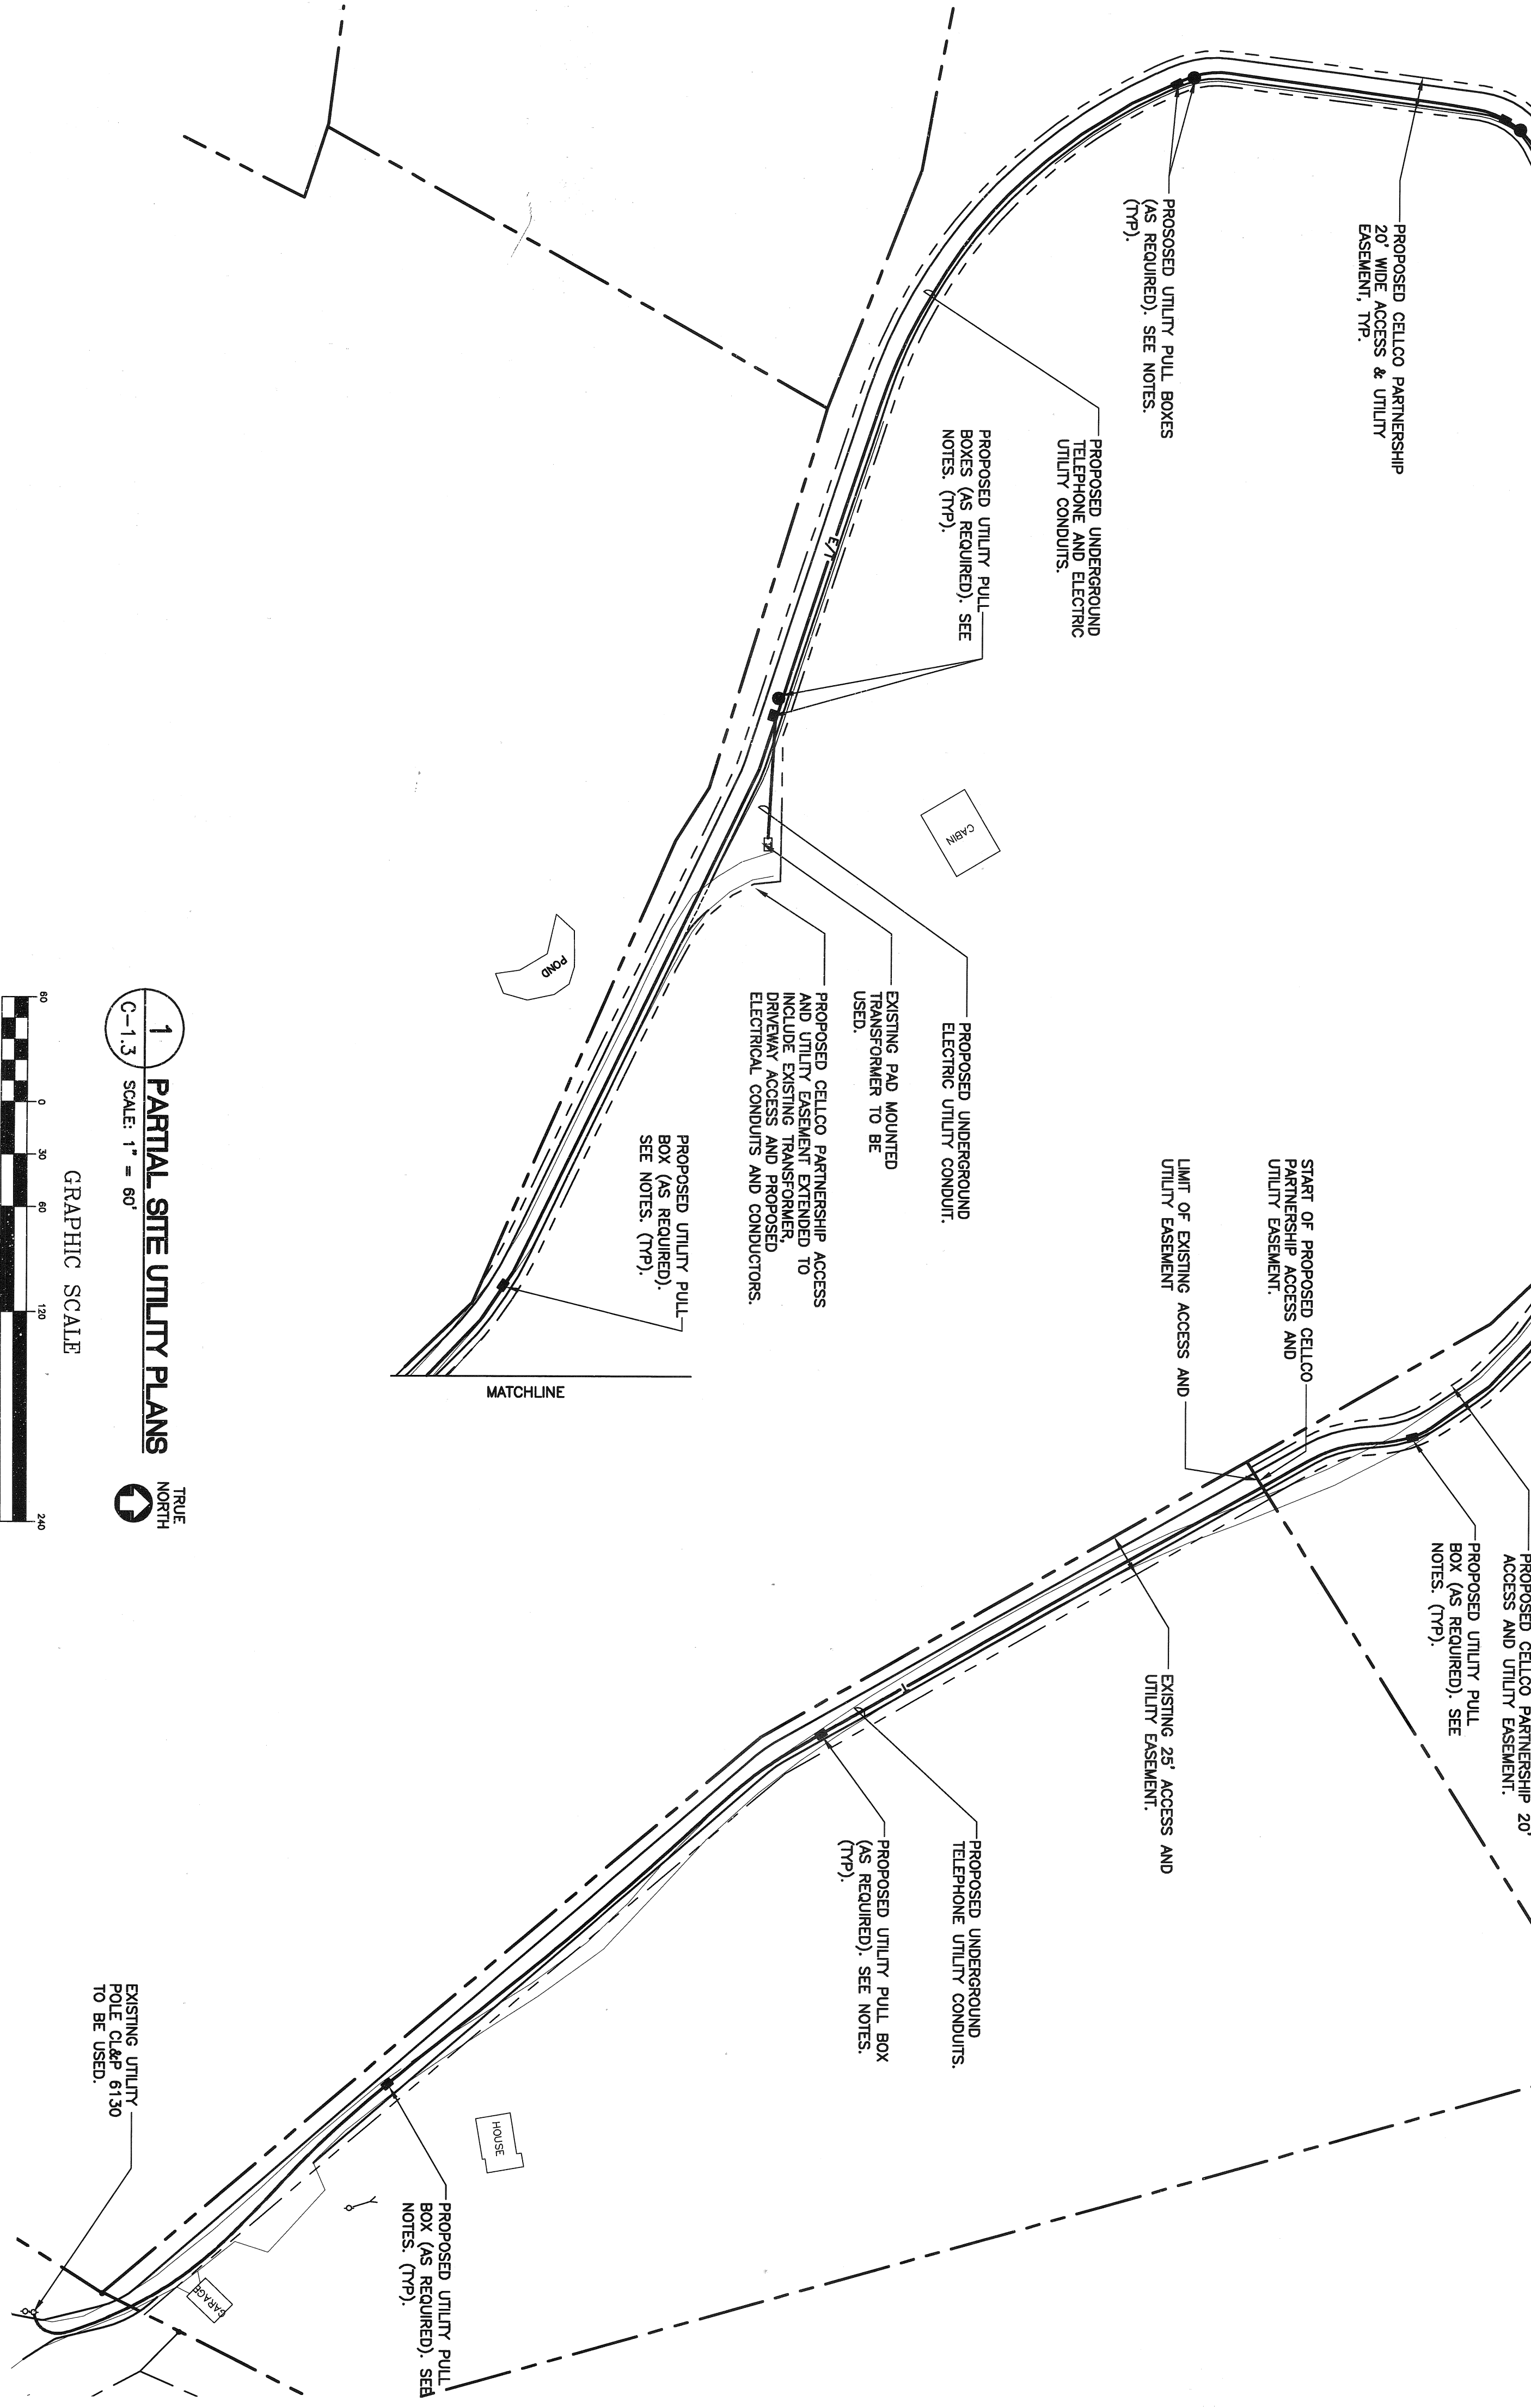 PROPOSED CELLCO PARTNERSHIP
20' WIDE ACCESS & UTILITY
EASEMENT, TYP.
PROSOSED UTILITY PULL BOXES
(AS REQUIRED). SEE NOTES.
(TYP).
PROPOSED UNDERGROUND
TELEPHONE AND ELECTRIC
UTILITY CONDUITS.
PROPOSED UTILITY PULL
BOXES (AS REQUIRED). SEE
NOTES. (TYP).
E/T
CABIN
PROPOSED UNDERGROUND
ELECTRIC UTILITY CONDUIT.
EXISTING PAD MOUNTED
TRANSFORMER TO BE
USED.
PROPOSED CELLCO PARTNERSHIP ACCESS
AND UTILITY EASEMENT EXTENDED TO
INCLUDE EXISTING TRANSFORMER,
DRIVEWAY ACCESS AND PROPOSED
ELECTRICAL CONDUITS AND CONDUCTORS.
POND
PROPOSED UTILITY PULL
BOX (AS REQUIRED).
SEE NOTES. (TYP).
MATCHLINE
START OF PROPOSED CELLCO
PARTNERSHIP ACCESS AND
UTILITY EASEMENT.
LIMIT OF EXISTING ACCESS AND
UTILITY EASEMENT
PROPOSED CELLCO PARTNERSHIP 20'
ACCESS AND UTILITY EASEMENT.
PROPOSED UTILITY PULL
BOX (AS REQUIRED). SEE
NOTES. (TYP).
EXISTING 25' ACCESS AND
UTILITY EASEMENT.
T
PROPOSED UNDERGROUND
TELEPHONE UTILITY CONDUITS.
PROPOSED UTILITY PULL BOX
(AS REQUIRED). SEE NOTES.
(TYP).
HOUSE
PROPOSED UTILITY PULL
BOX (AS REQUIRED). SEE
NOTES. (TYP).
GARAGE
EXISTING UTILITY
POLE CL&P 6130
TO BE USED.
1
C-1.3
PARTIAL SITE UTILITY PLANS
SCALE: 1" = 60'
TRUE
NORTH
GRAPHIC SCALE
60 0 30 60 120 240